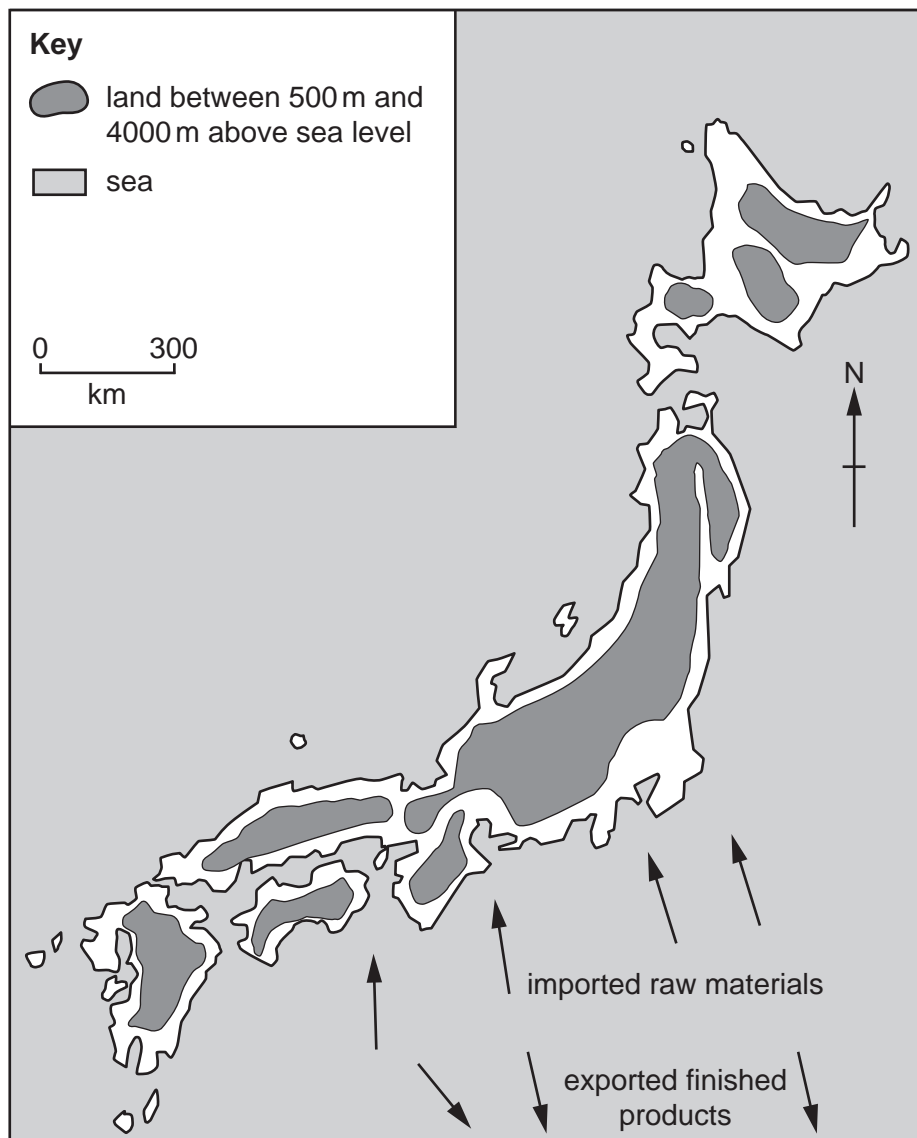 Key
land between 500 m and
4000 m above sea level
sea
0 300
km
N
imported raw materials
exported finished
products